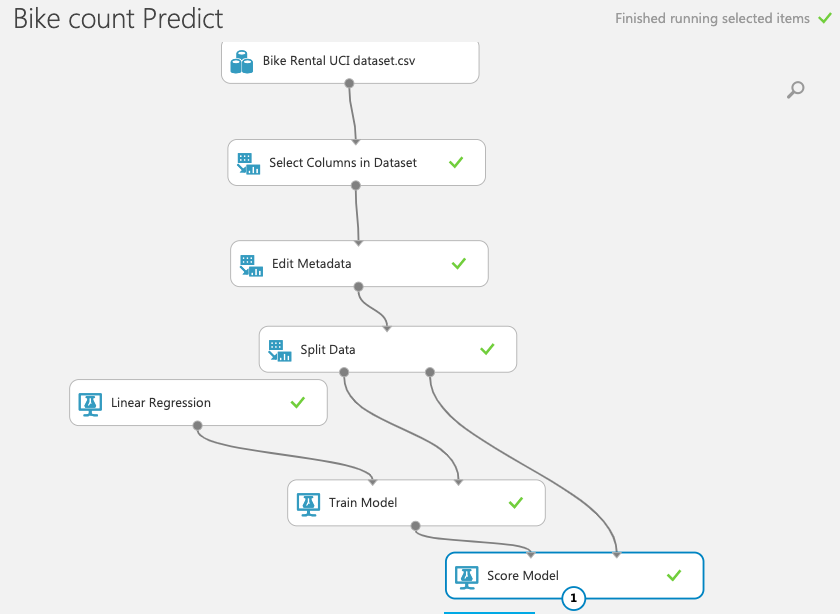 Bike count Predict
Finished running selected items
Bike Rental UCI dataset.csv
Select Columns in Dataset
Edit Metadata
Split Data
Linear Regression
Train Model
Score Model
1